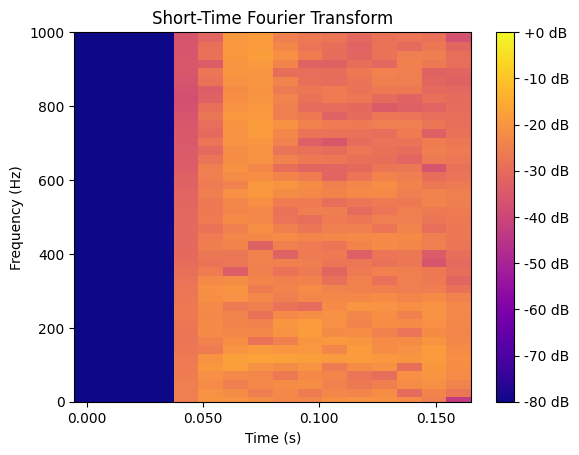 Short-Time Fourier Transform
1000
800
600
400
200
0
Frequency (Hz)
0.000
0.050
0.100
0.150
Time (s)
+0 dB
-10 dB
-20 dB
-30 dB
-40 dB
-50 dB
-60 dB
-70 dB
-80 dB